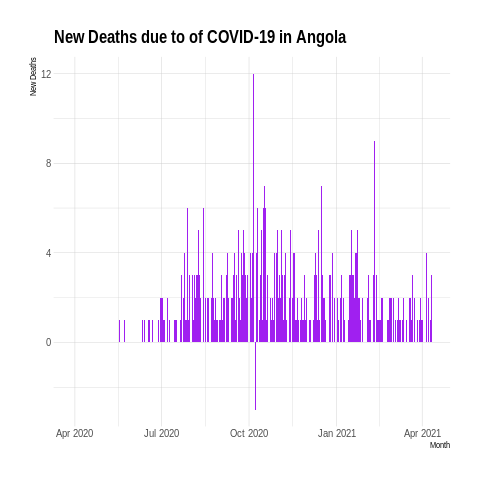 New Deaths due to of COVID-19 in Angola
New Deaths
12
8
4
0
Apr 2020 Jul 2020 Oct 2020 Jan 2021 Apr 2021
Month